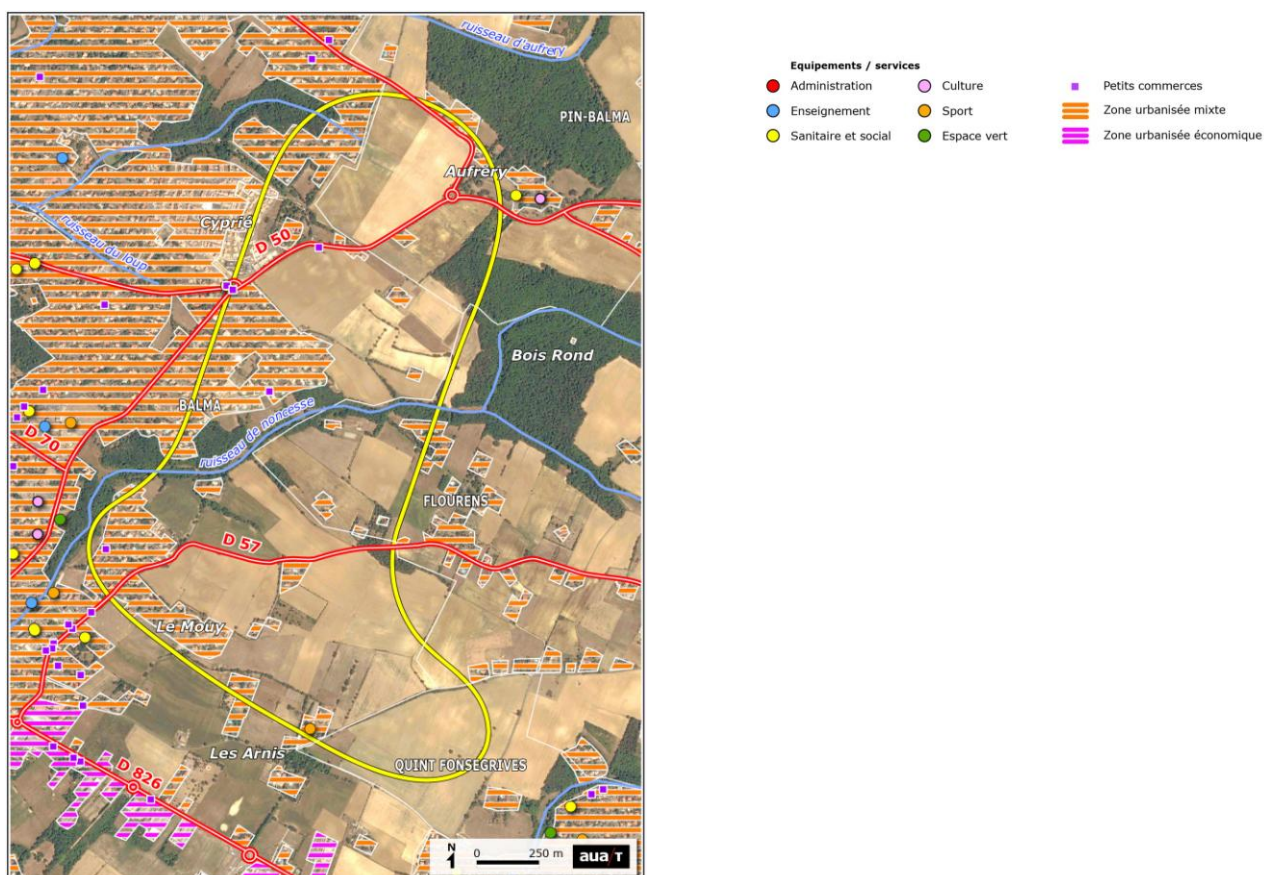 ruisseau d'aufrery
PIN-BALMA
Aufréry
Cyprié
D 50
ruisseau du loup
Bois Rond
BALMA
ruisseau de noncesse
D 70
FLOURENS
D 57
Le Mouy
Les Arnis
QUINT FONSEGRIVES
D 826
N
0 250 m
aua/T
Equipements / services
Administration
Culture
Petits commerces
Enseignement
Sport
Zone urbanisée mixte
Sanitaire et social
Espace vert
Zone urbanisée économique